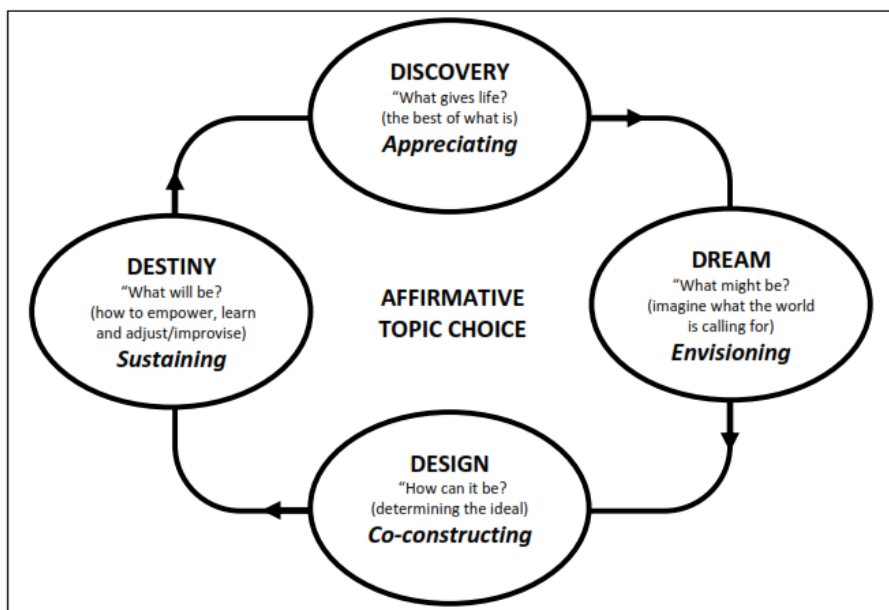 DISCOVERY
“What gives life?
(the best of what is)
Appreciating
DREAM
“What might be?
(imagine what the world
is calling for)
Envisioning
DESTINY
“What will be?
(how to empower, learn
and adjust/improvise)
Sustaining
AFFIRMATIVE
TOPIC CHOICE
DESIGN
“How can it be?
(determining the ideal)
Co-constructing